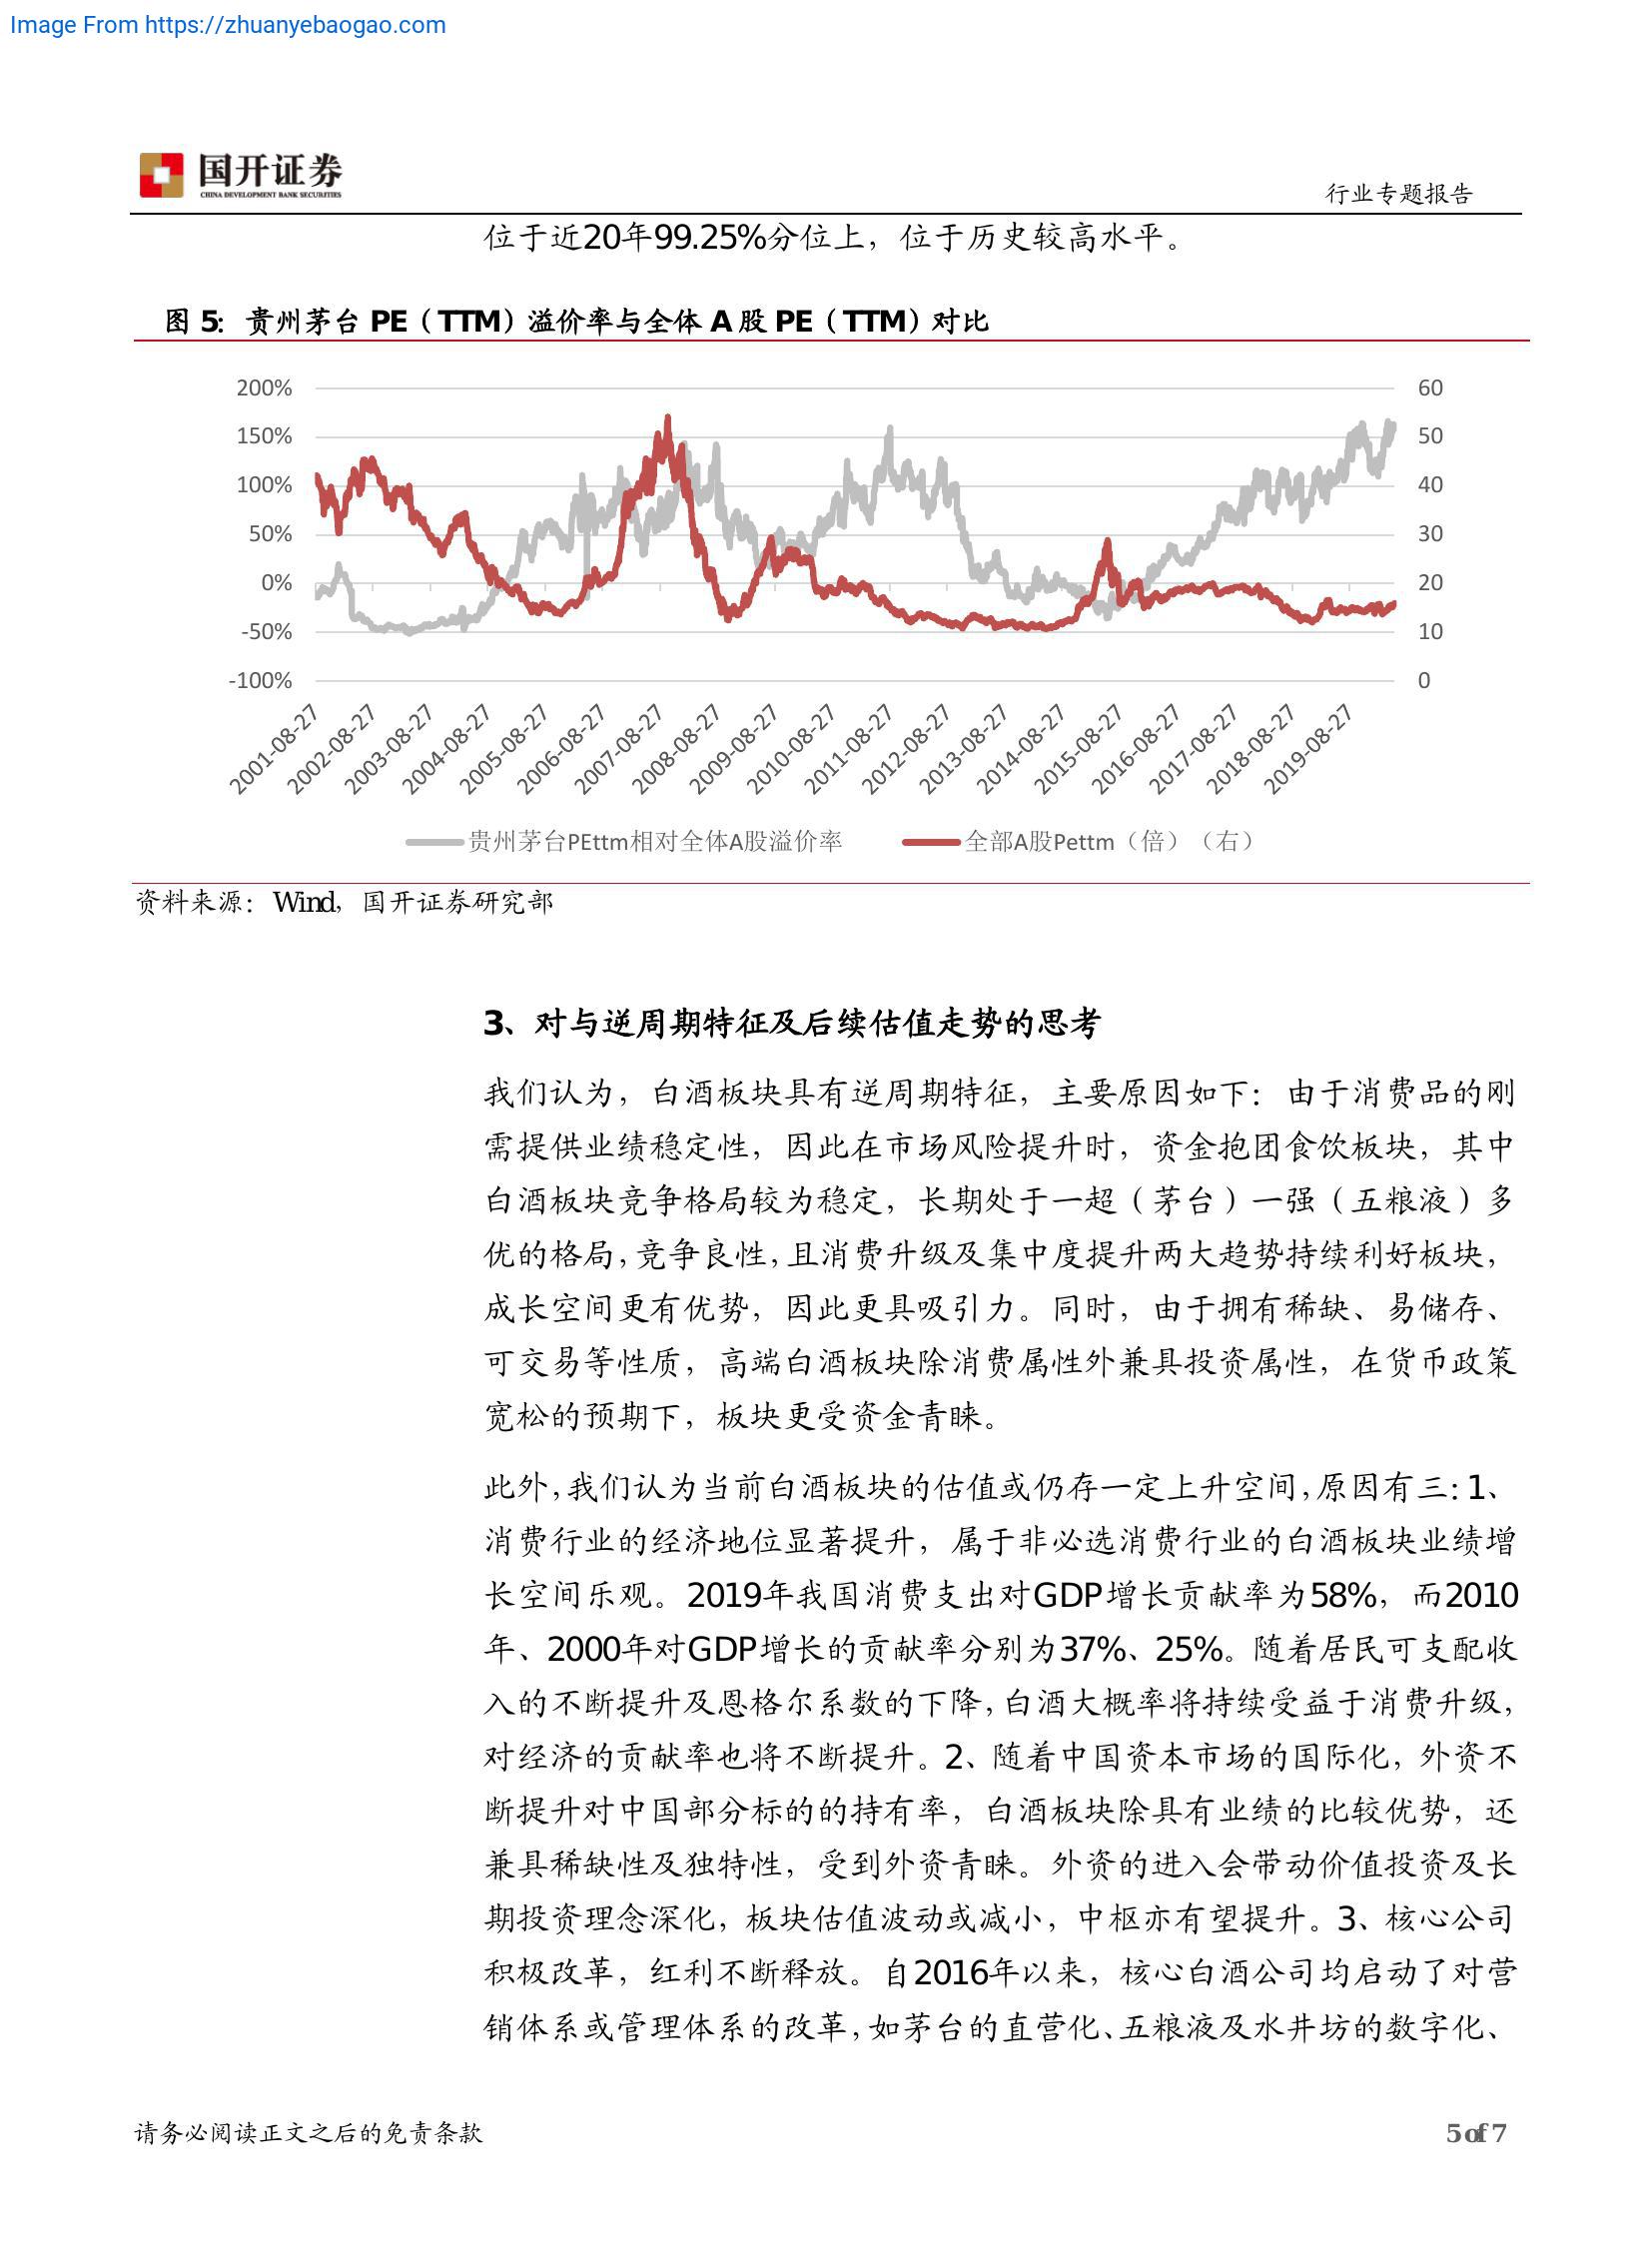 Image From https://zhuanyebaogao.com
国开证券
CHINA DEVELOPMENT BANK SECURITIES
行业专题报告
位于近20年99.25%分位上，位于历史较高水平。
图 5：贵州茅台 PE（TTM）溢价率与全体 A 股 PE（TTM）对比
200%
150%
100%
50%
0%
-50%
-100%
60
50
40
30
20
10
0
2001-08-27
2002-08-27
2003-08-27
2004-08-27
2005-08-27
2006-08-27
2007-08-27
2008-08-27
2009-08-27
2010-08-27
2011-08-27
2012-08-27
2013-08-27
2014-08-27
2015-08-27
2016-08-27
2017-08-27
2018-08-27
2019-08-27
贵州茅台PEttm相对全体A股溢价率
全部A股Pettm（倍）（右）
资料来源：Wind，国开证券研究部
3、对与逆周期特征及后续估值走势的思考
我们认为，白酒板块具有逆周期特征，主要原因如下：由于消费品的刚
需提供业绩稳定性，因此在市场风险提升时，资金抱团食饮板块，其中
白酒板块竞争格局较为稳定，长期处于一超（茅台）一强（五粮液）多
优的格局，竞争良性，且消费升级及集中度提升两大趋势持续利好板块，
成长空间更有优势，因此更具吸引力。同时，由于拥有稀缺、易储存、
可交易等性质，高端白酒板块除消费属性外兼具投资属性，在货币政策
宽松的预期下，板块更受资金青睐。
此外，我们认为当前白酒板块的估值或仍存一定上升空间，原因有三：1、
消费行业的经济地位显著提升，属于非必选消费行业的白酒板块业绩增
长空间乐观。2019年我国消费支出对GDP增长贡献率为58%，而2010
年、2000年对GDP增长的贡献率分别为37%、25%。随着居民可支配收
入的不断提升及恩格尔系数的下降，白酒大概率将持续受益于消费升级，
对经济的贡献率也将不断提升。2、随着中国资本市场的国际化，外资不
断提升对中国部分标的的持有率，白酒板块除具有业绩的比较优势，还
兼具稀缺性及独特性，受到外资青睐。外资的进入会带动价值投资及长
期投资理念深化，板块估值波动或减小，中枢亦有望提升。3、核心公司
积极改革，红利不断释放。自2016年以来，核心白酒公司均启动了对营
销体系或管理体系的改革，如茅台的直营化、五粮液及水井坊的数字化、
请务必阅读正文之后的免责条款
5 of 7